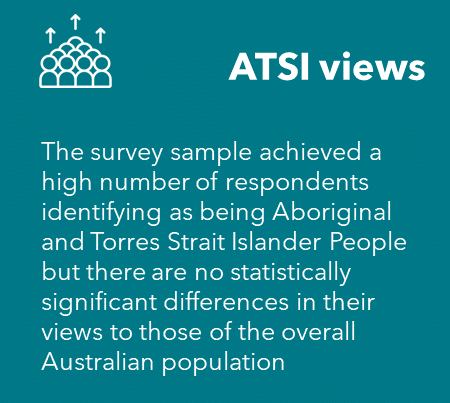 ATSI views
The survey sample achieved a
high number of respondents
identifying as being Aboriginal
and Torres Strait Islander People
but there are no statistically
significant differences in their
views to those of the overall
Australian population